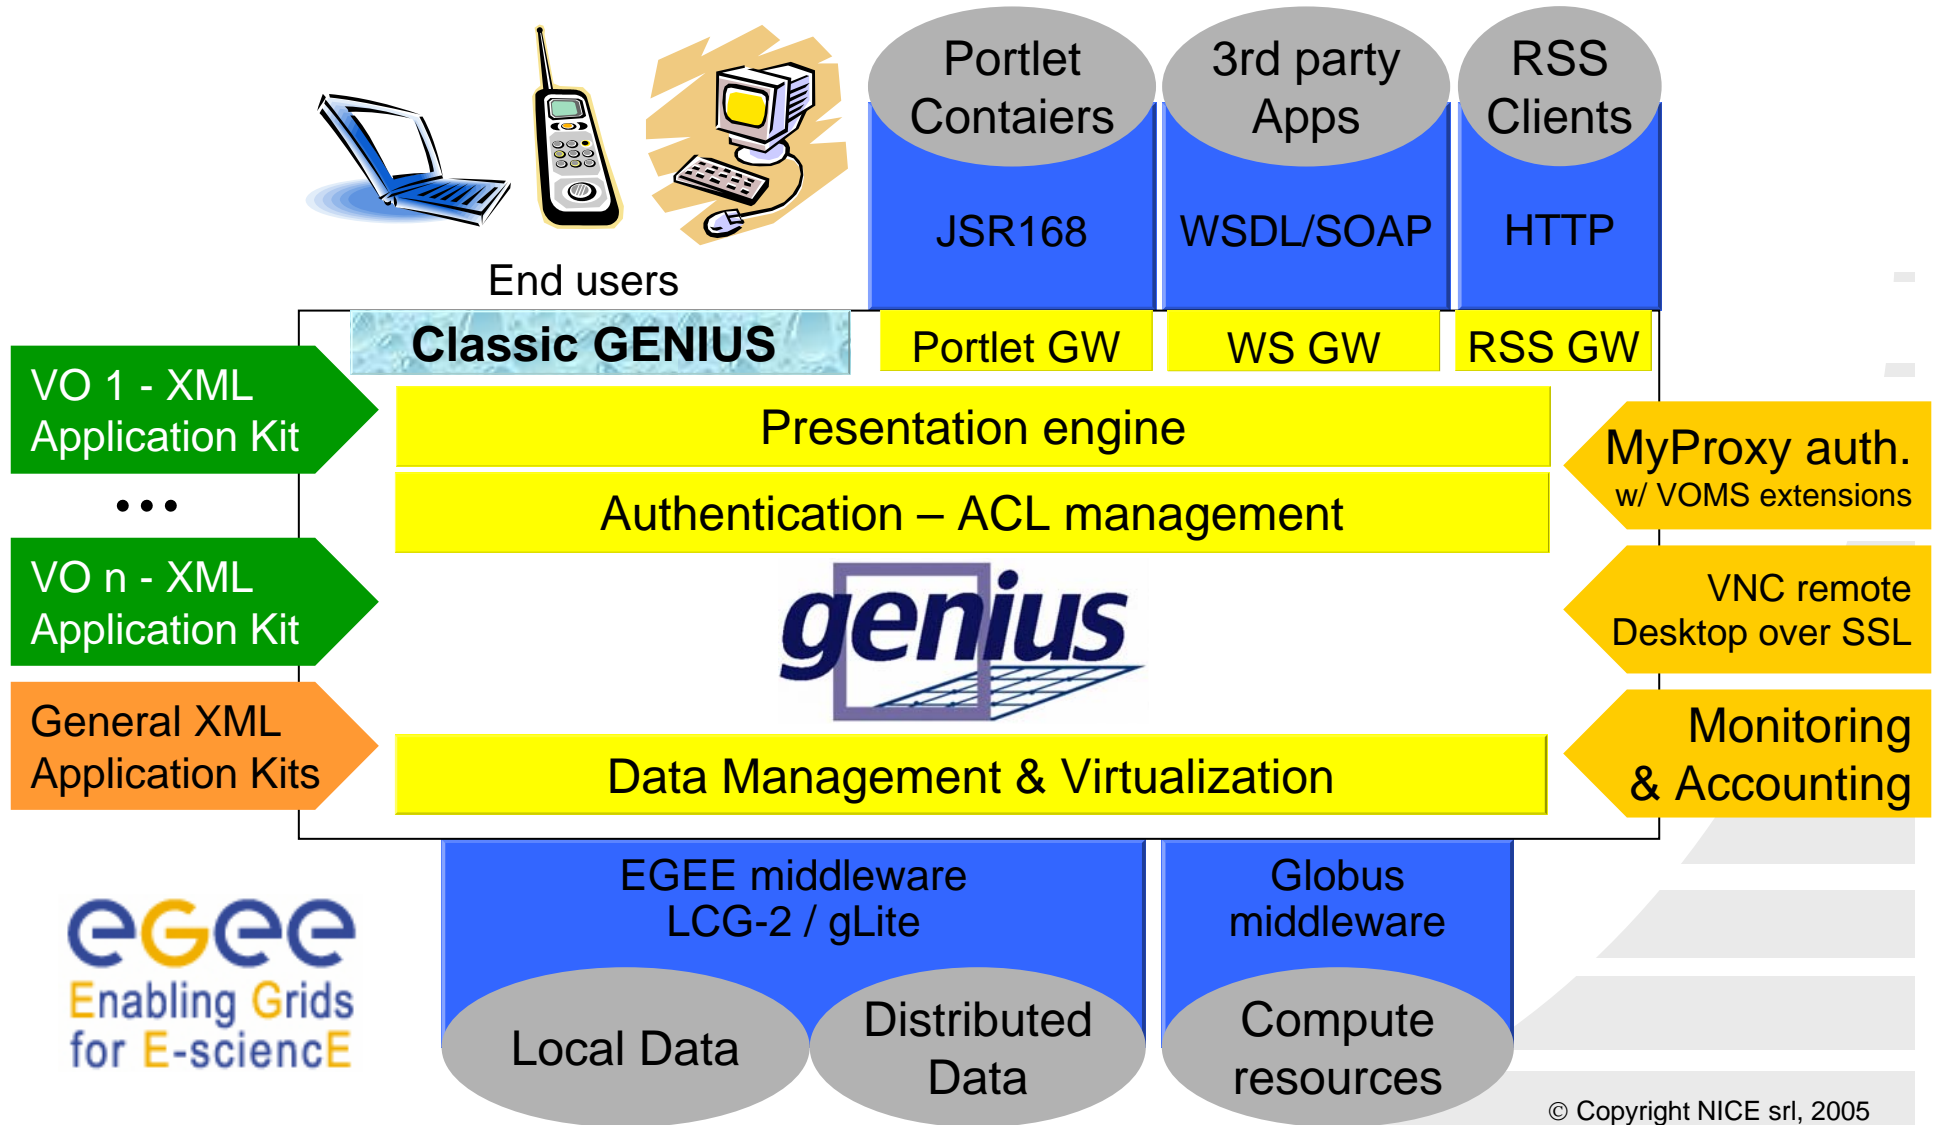 Portlet
Contaiers
3rd party
Apps
RSS
Clients
JSR168
WSDL/SOAP
HTTP
End users
Classic GENIUS
Portlet GW
WS GW
RSS GW
VO 1 - XML
Application Kit
...
VO n - XML
Application Kit
General XML
Application Kits
Presentation engine
Authentication – ACL management
genius
Data Management & Virtualization
MyProxy auth.
w/ VOMS extensions
VNC remote
Desktop over SSL
Monitoring
& Accounting
EGEE middleware
LCG-2 / gLite
Globus
middleware
Local Data
Distributed
Data
Compute
resources
eGee
Enabling Grids
for E-sciencE
© Copyright NICE srl, 2005